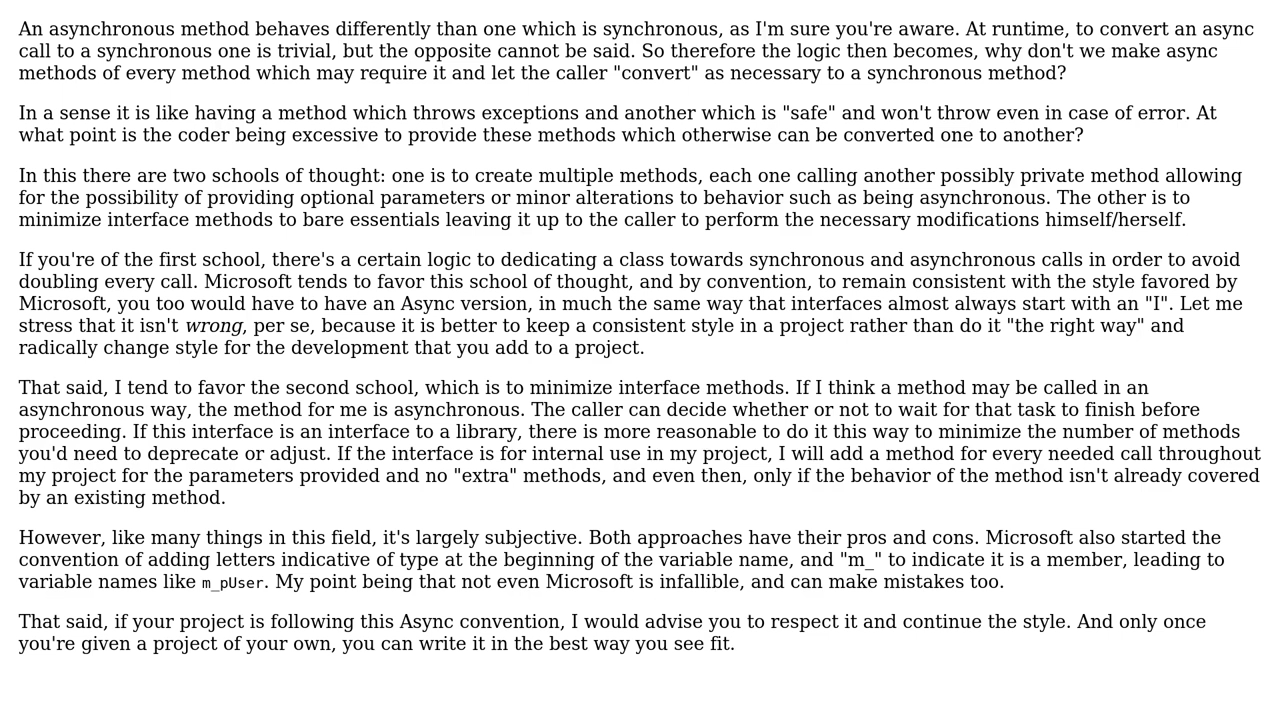 An asynchronous method behaves differently than one which is synchronous, as I'm sure you're aware. At runtime, to convert an async
call to a synchronous one is trivial, but the opposite cannot be said. So therefore the logic then becomes, why don't we make async
methods of every method which may require it and let the caller "convert" as necessary to a synchronous method?
In a sense it is like having a method which throws exceptions and another which is "safe" and won't throw even in case of error. At
what point is the coder being excessive to provide these methods which otherwise can be converted one to another?
In this there are two schools of thought: one is to create multiple methods, each one calling another possibly private method allowing
for the possibility of providing optional parameters or minor alterations to behavior such as being asynchronous. The other is to
minimize interface methods to bare essentials leaving it up to the caller to perform the necessary modifications himself/herself.
If you're of the first school, there's a certain logic to dedicating a class towards synchronous and asynchronous calls in order to avoid
doubling every call. Microsoft tends to favor this school of thought, and by convention, to remain consistent with the style favored by
Microsoft, you too would have to have an Async version, in much the same way that interfaces almost always start with an "I". Let me
stress that it isn't wrong, per se, because it is better to keep a consistent style in a project rather than do it "the right way" and
radically change style for the development that you add to a project.
That said, I tend to favor the second school, which is to minimize interface methods. If I think a method may be called in an
asynchronous way, the method for me is asynchronous. The caller can decide whether or not to wait for that task to finish before
proceeding. If this interface is an interface to a library, there is more reasonable to do it this way to minimize the number of methods
you'd need to deprecate or adjust. If the interface is for internal use in my project, I will add a method for every needed call throughout
my project for the parameters provided and no "extra" methods, and even then, only if the behavior of the method isn't already covered
by an existing method.
However, like many things in this field, it's largely subjective. Both approaches have their pros and cons. Microsoft also started the
convention of adding letters indicative of type at the beginning of the variable name, and "m_" to indicate it is a member, leading to
variable names like m_pUser. My point being that not even Microsoft is infallible, and can make mistakes too.
That said, if your project is following this Async convention, I would advise you to respect it and continue the style. And only once
you're given a project of your own, you can write it in the best way you see fit.